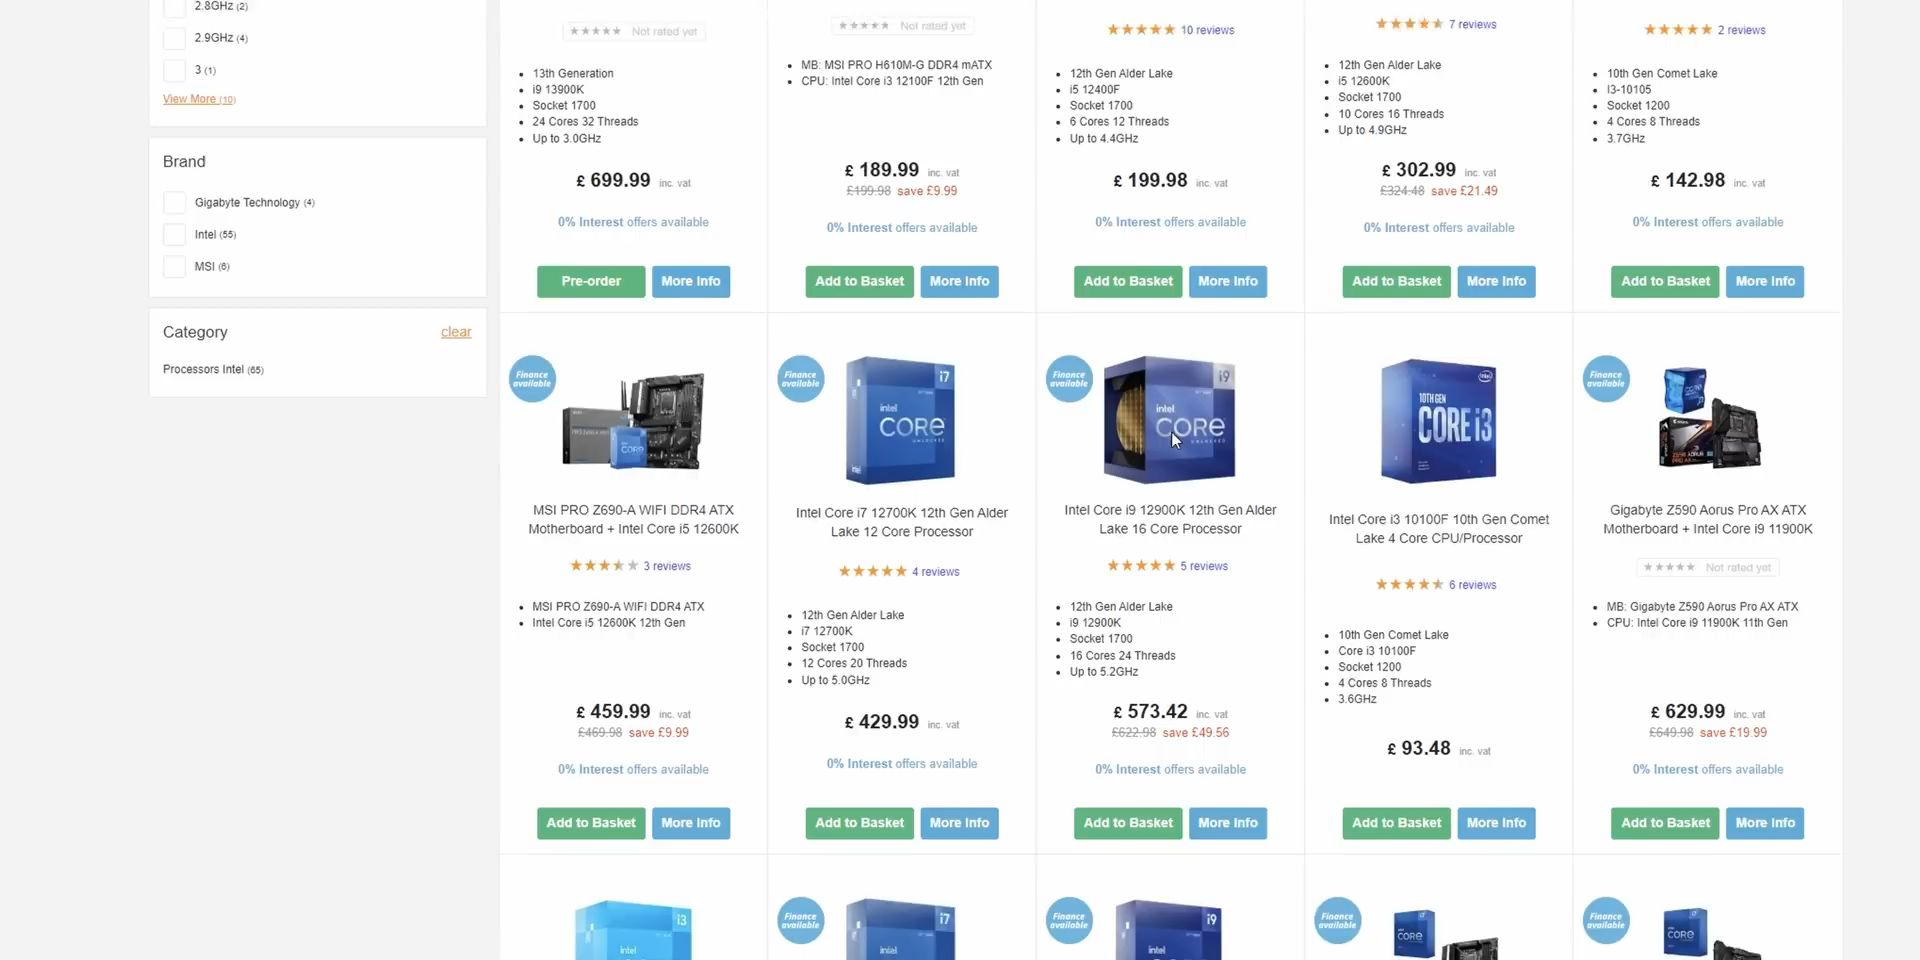 2.8GHz (2)
2.9GHz (4)
3 (1)
View More (10)
Brand
Gigabyte Technology (4)
Intel (55)
MSI (6)
Category
clear
Processors Intel (65)
Not rated yet
13th Generation
i9 13900K
Socket 1700
24 Cores 32 Threads
Up to 3.0GHz
£ 699.99 inc. vat
0% Interest offers available
Pre-order
More Info
Not rated yet
MB: MSI PRO H610M-G DDR4 mATX
CPU: Intel Core i3 12100F 12th Gen
£ 189.99 inc. vat
£199.98 save £9.99
0% Interest offers available
Add to Basket
More Info
10 reviews
12th Gen Alder Lake
i5 12400F
Socket 1700
6 Cores 12 Threads
Up to 4.4GHz
£ 199.98 inc. vat
0% Interest offers available
Add to Basket
More Info
7 reviews
12th Gen Alder Lake
i5 12600K
Socket 1700
10 Cores 16 Threads
Up to 4.9GHz
£ 302.99 inc. vat
£324.48 save £21.49
0% Interest offers available
Add to Basket
More Info
2 reviews
10th Gen Comet Lake
I3-10105
Socket 1200
4 Cores 8 Threads
3.7GHz
£ 142.98 inc. vat
0% Interest offers available
Add to Basket
More Info
Finance
available
CORE
MSI PRO Z690-A WIFI DDR4 ATX
Motherboard + Intel Core i5 12600K
3 reviews
MSI PRO Z690-A WIFI DDR4 ATX
Intel Core i5 12600K 12th Gen
£ 459.99 inc. vat
£469.98 save £9.99
0% Interest offers available
Add to Basket
More Info
Finance
available
i7
intel
CORE
UNLOCKED
intel
Intel Core i7 12700K 12th Gen Alder
Lake 12 Core Processor
4 reviews
12th Gen Alder Lake
i7 12700K
Socket 1700
12 Cores 20 Threads
Up to 5.0GHz
£ 429.99 inc. vat
0% Interest offers available
Add to Basket
More Info
Finance
available
i9
intel
CORE
UNLOCKED
Intel Core i9 12900K 12th Gen Alder
Lake 16 Core Processor
5 reviews
12th Gen Alder Lake
i9 12900K
Socket 1700
16 Cores 24 Threads
Up to 5.2GHz
£ 573.42 inc. vat
£622.98 save £49.56
0% Interest offers available
Add to Basket
More Info
intel
10TH GEN
CORE i3
Intel Core i3 10100F 10th Gen Comet
Lake 4 Core CPU/Processor
6 reviews
10th Gen Comet Lake
Core i3 10100F
Socket 1200
4 Cores 8 Threads
3.6GHz
£ 93.48 inc. vat
Add to Basket
More Info
Finance
available
Gigabyte Z590 Aorus Pro AX ATX
Motherboard + Intel Core i9 11900K
Not rated yet
MB: Gigabyte Z590 Aorus Pro AX ATX
CPU: Intel Core i9 11900K 11th Gen
£ 629.99 inc. vat
£649.98 save £19.99
0% Interest offers available
Add to Basket
More Info
i3
intel
Finance
available
i7
intel
Finance
available
i9
intel
Finance
available
CORE
Finance
available
CORE